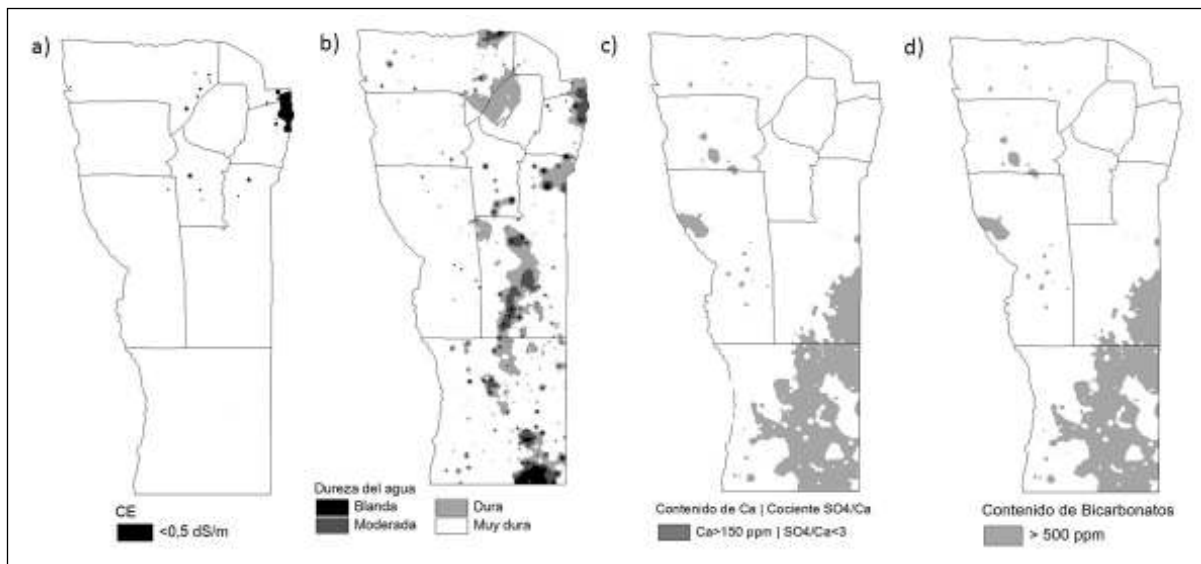 a)
b)
c)
d)
CE
<0,5 dS/m
Dureza del agua
Blanda
Dura
Moderada
Muy dura
Contenido de Ca | Cociente SO4/Ca
Ca>150 ppm | SO4/Ca<3
Contenido de Bicarbonatos
> 500 ppm